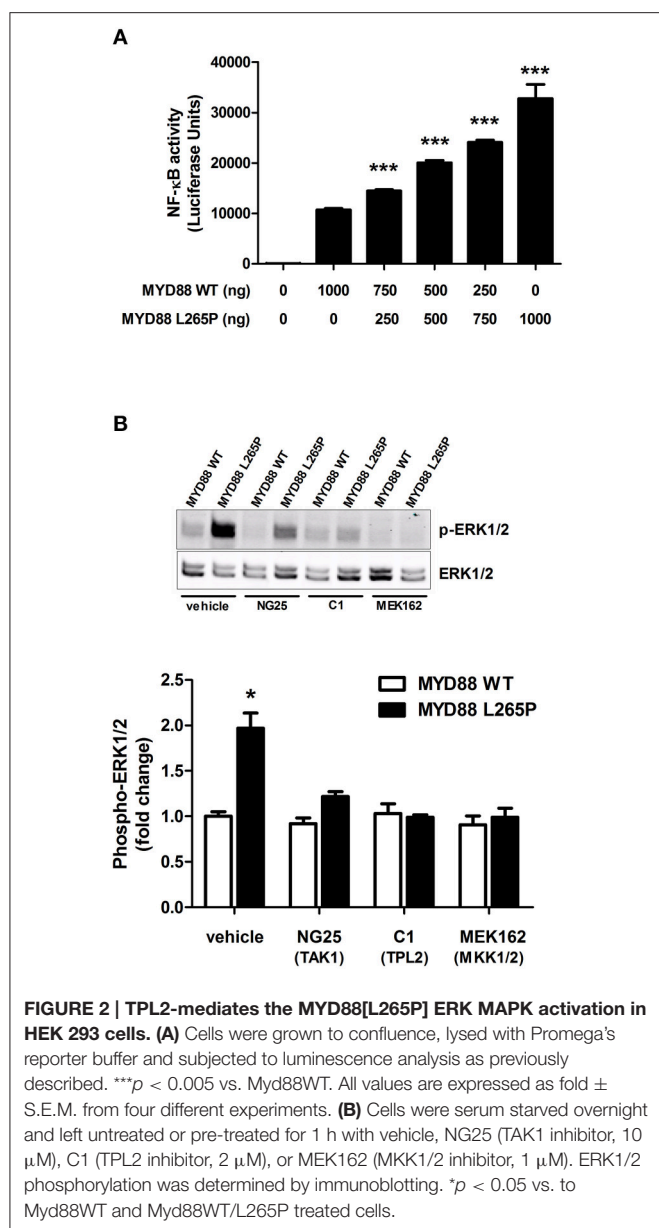 A
NF-κB activity
(Luciferase Units)
40000
30000
20000
10000
0
***
***
***
***
MYD88 WT (ng) 0 1000 750 500 250 0
MYD88 L265P (ng) 0 0 250 500 750 1000
B
MYD88 WT MYD88 L265P MYD88 WT MYD88 L265P MYD88 WT MYD88 L265P MYD88 WT MYD88 L265P
p-ERK1/2
ERK1/2
vehicle NG25 C1 MEK162
Phospho-ERK1/2
(fold change)
2.5
2.0
1.5
1.0
0.5
0.0
*
MYD88 WT
MYD88 L265P
vehicle NG25 C1 MEK162
(TAK1) (TPL2) (MKK1/2)
FIGURE 2 | TPL2-mediates the MYD88[L265P] ERK MAPK activation in
HEK 293 cells. (A) Cells were grown to confluence, lysed with Promega's
reporter buffer and subjected to luminescence analysis as previously
described. ***p < 0.005 vs. Myd88WT. All values are expressed as fold ±
S.E.M. from four different experiments. (B) Cells were serum starved overnight
and left untreated or pre-treated for 1 h with vehicle, NG25 (TAK1 inhibitor, 10
μM), C1 (TPL2 inhibitor, 2 μM), or MEK162 (MKK1/2 inhibitor, 1 μM). ERK1/2
phosphorylation was determined by immunoblotting. *p < 0.05 vs. to
Myd88WT and Myd88WT/L265P treated cells.